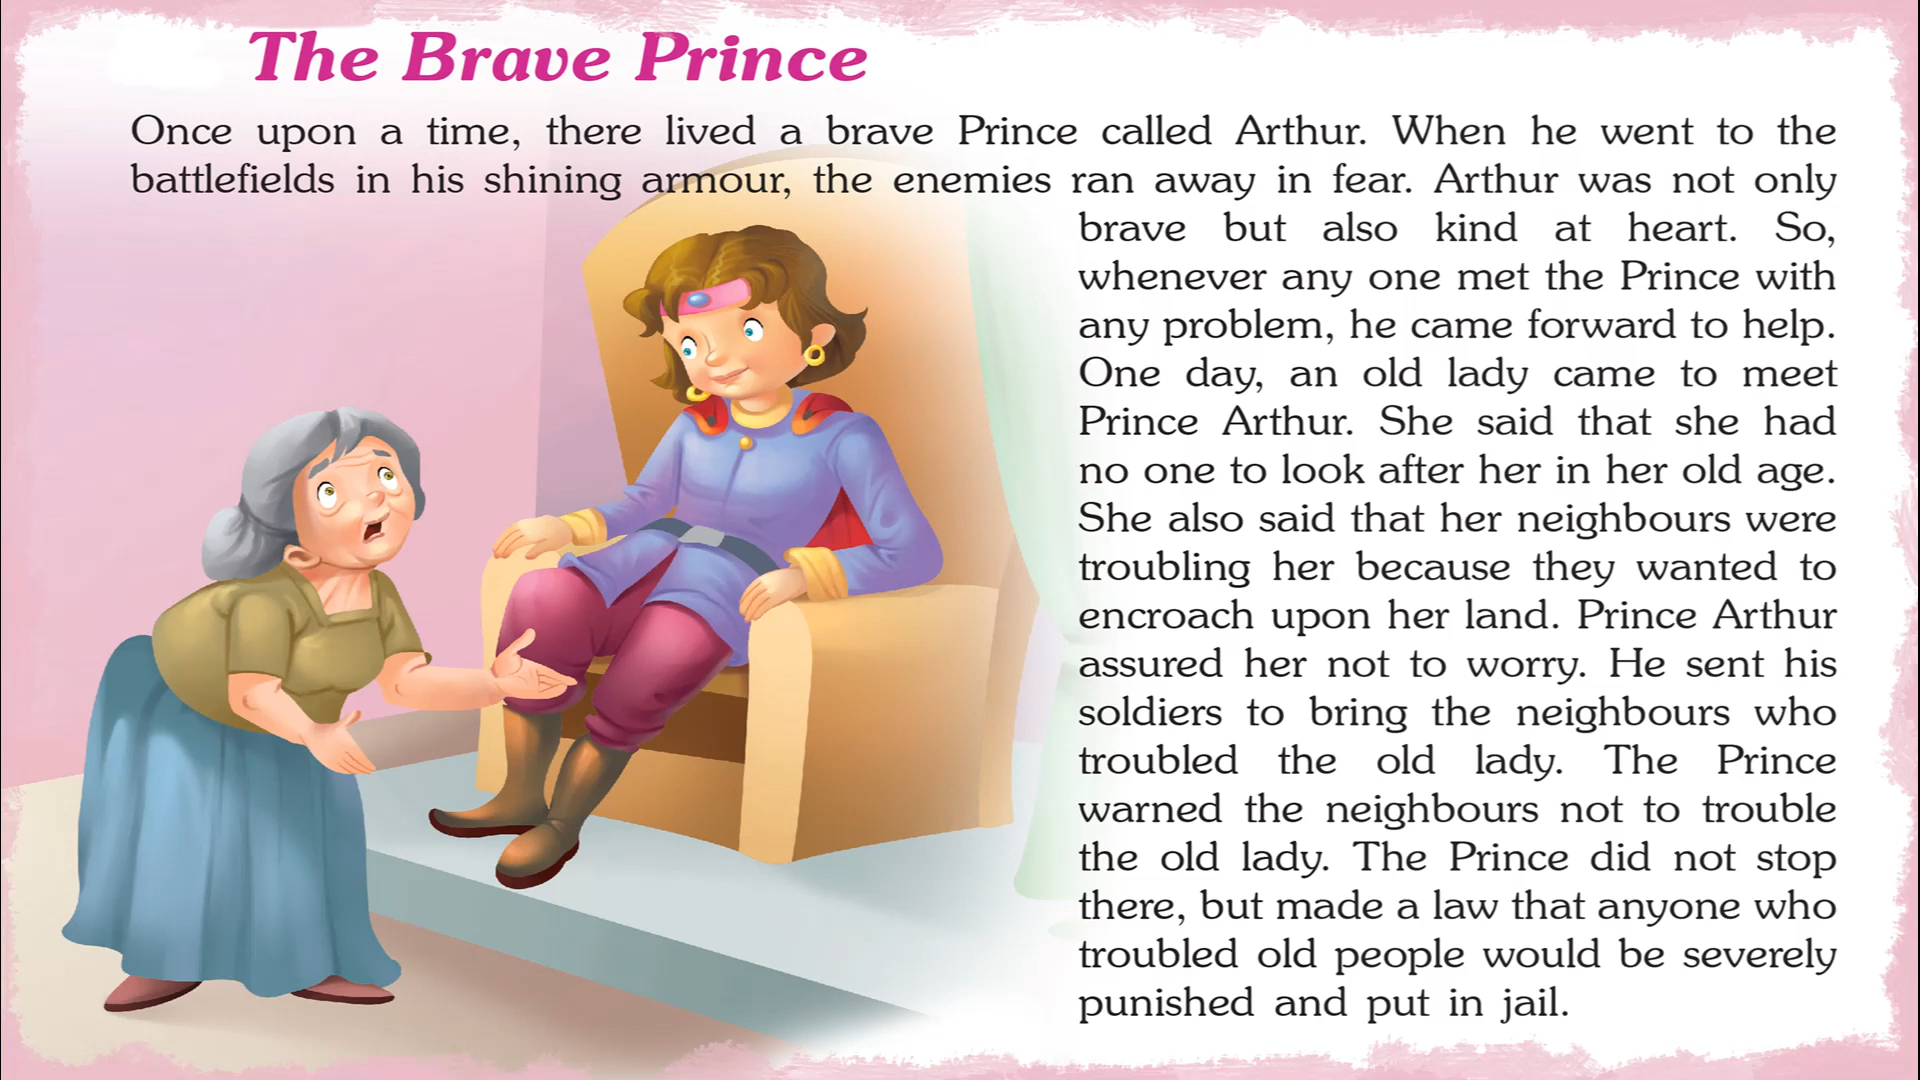 The Brave Prince
Once upon a time, there lived a brave Prince called Arthur. When he went to the
battlefields in his shining armour, the enemies ran away in fear. Arthur was not only
brave but also kind at heart. So,
whenever any one met the Prince with
any problem, he came forward to help.
One day, an old lady came to meet
Prince Arthur. She said that she had
no one to look after her in her old age.
She also said that her neighbours were
troubling her because they wanted to
encroach upon her land. Prince Arthur
assured her not to worry. He sent his
soldiers to bring the neighbours who
troubled the old lady. The Prince
warned the neighbours not to trouble
the old lady. The Prince did not stop
there, but made a law that anyone who
troubled old people would be severely
punished and put in jail.